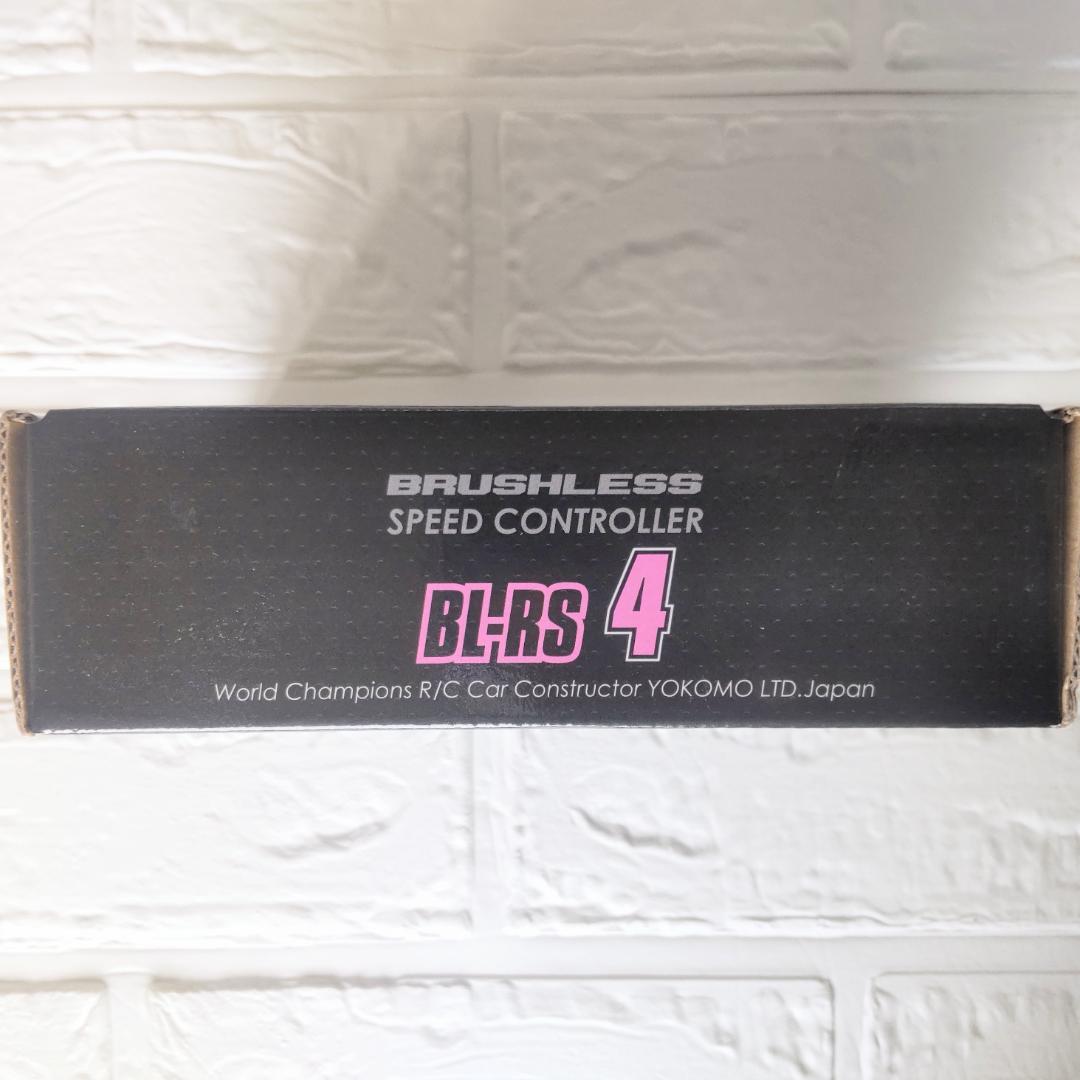 BRUSHLESS
SPEED CONTROLLER
BL-RS 4
World Champions R/C Car Constructor YOKOMO LTD.Japan